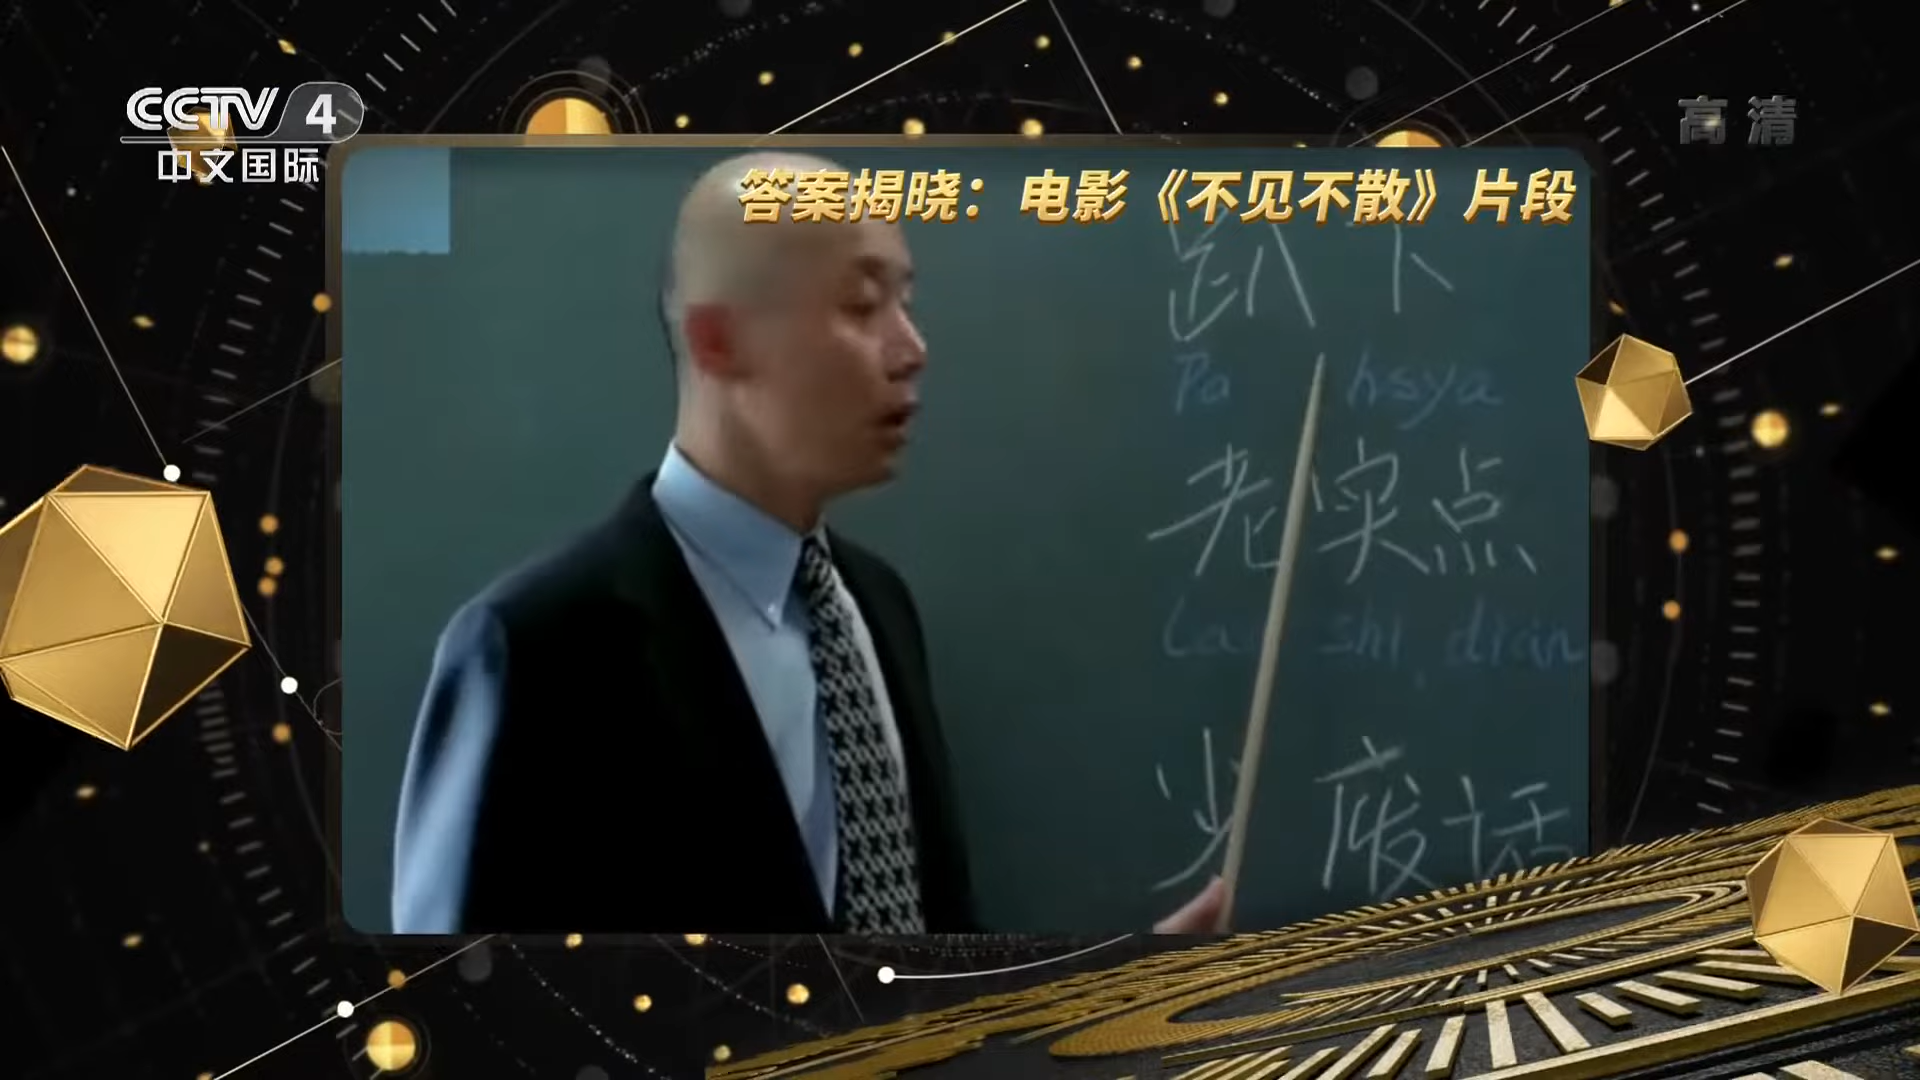 CCTV 4
中文国际
高清
答案揭晓：电影《不见不散》片段
趴下
Pa hsya
老实点
Lao shi dian
少废话